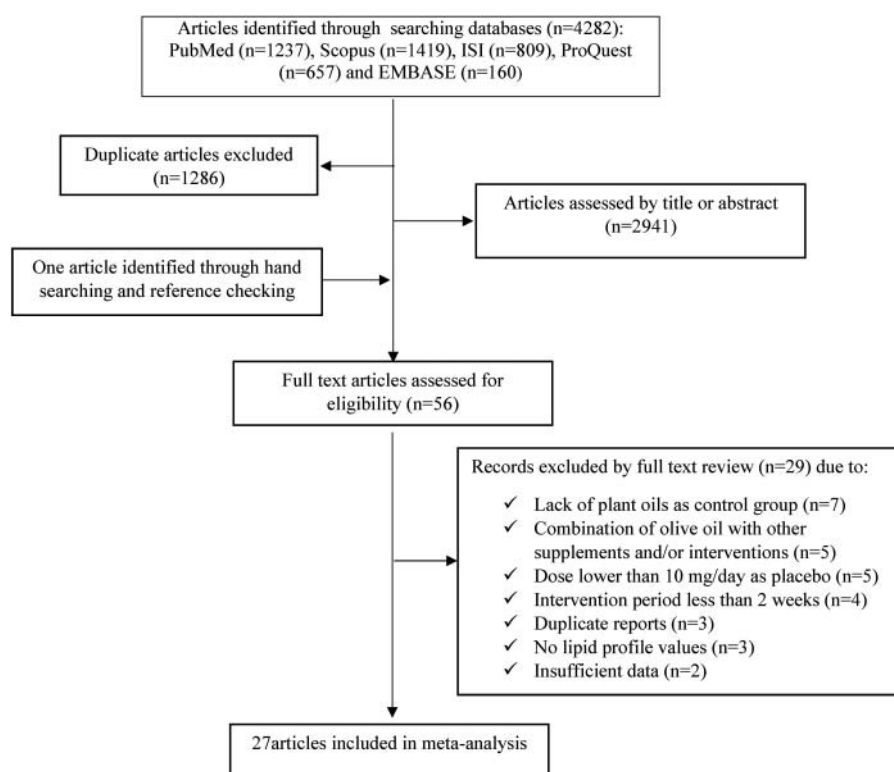 Articles identified through searching databases (n=4282):
PubMed (n=1237), Scopus (n=1419), ISI (n=809), ProQuest
(n=657) and EMBASE (n=160)
Duplicate articles excluded
(n=1286)
Articles assessed by title or abstract
(n=2941)
One article identified through hand
searching and reference checking
Full text articles assessed for
eligibility (n=56)
Records excluded by full text review (n=29) due to:
✓ Lack of plant oils as control group (n=7)
✓ Combination of olive oil with other
supplements and/or interventions (n=5)
✓ Dose lower than 10 mg/day as placebo (n=5)
✓ Intervention period less than 2 weeks (n=4)
✓ Duplicate reports (n=3)
✓ No lipid profile values (n=3)
✓ Insufficient data (n=2)
27articles included in meta-analysis